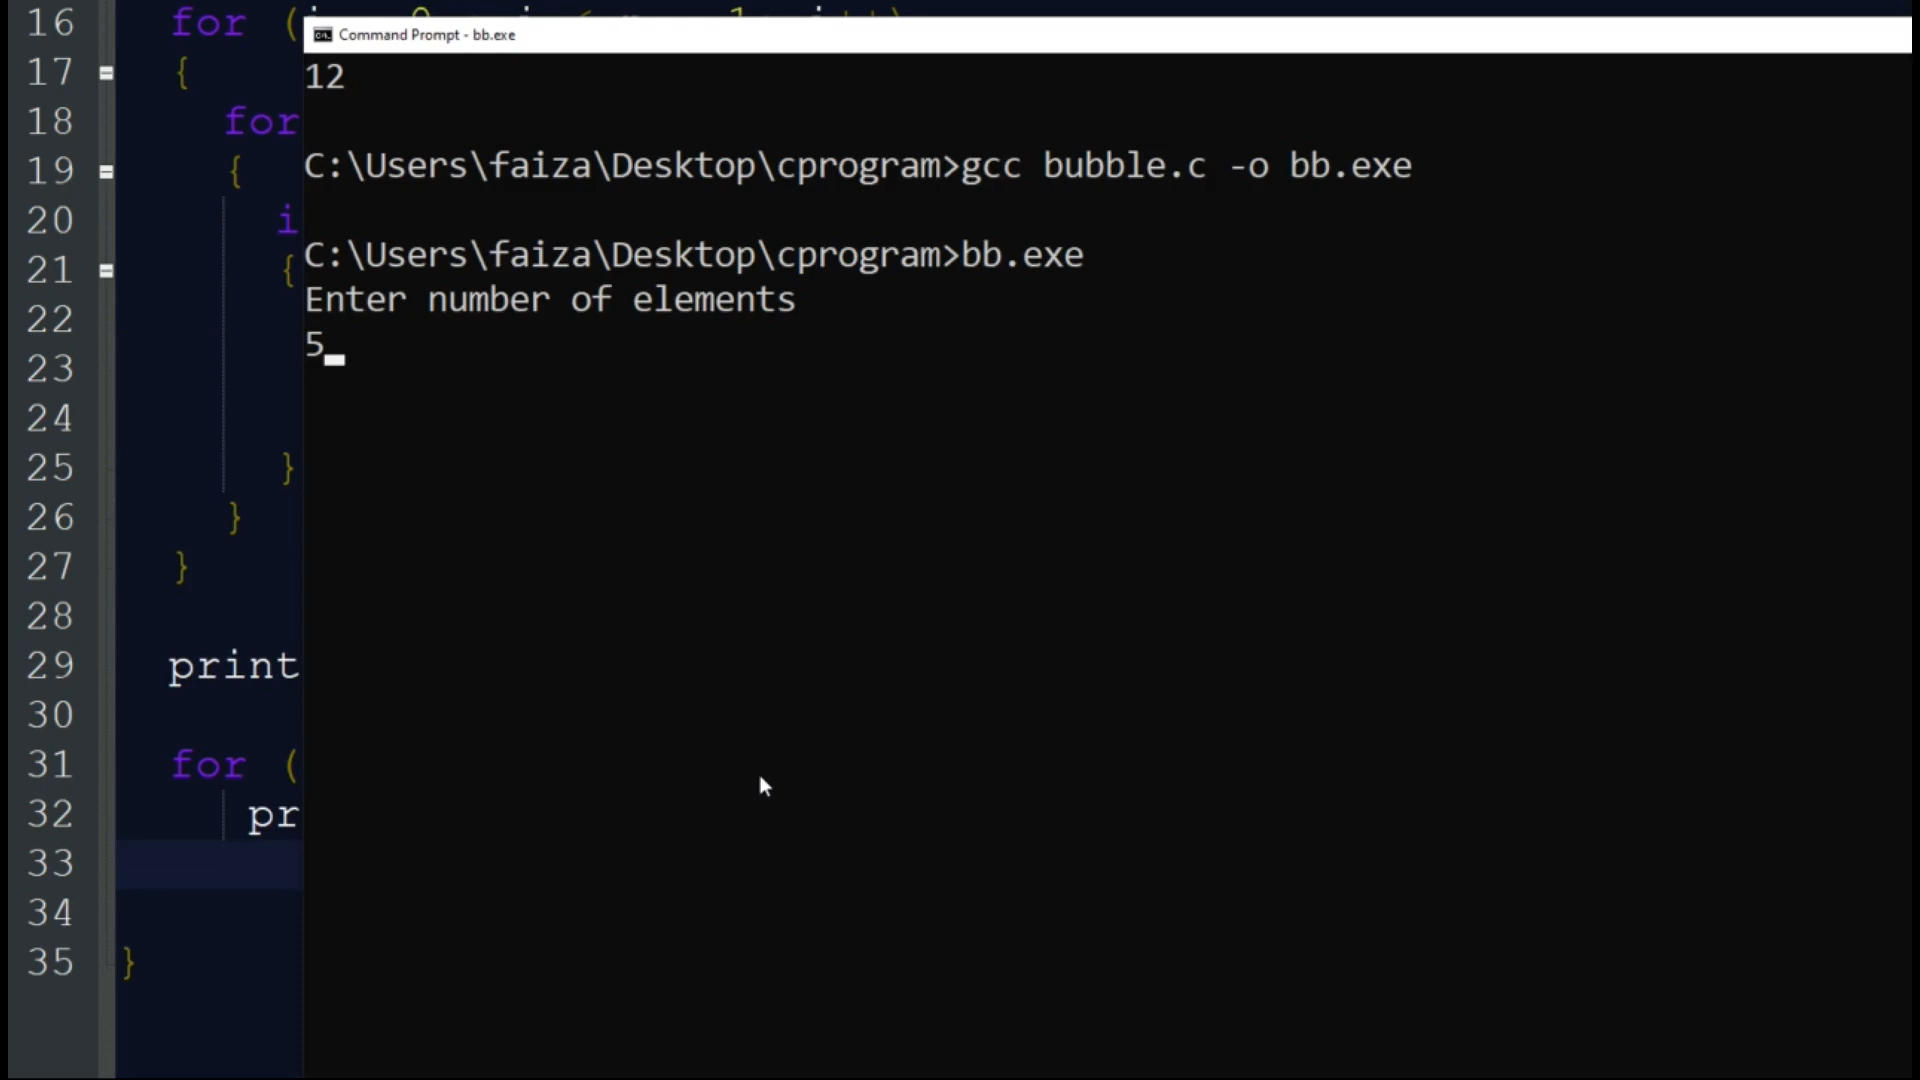 16 for (
Command Prompt - bb.exe
12
17 {
18 for
C:\Users\faiza\Desktop\cprogram>gcc bubble.c -o bb.exe
19 {
20 i
C:\Users\faiza\Desktop\cprogram>bb.exe
21 {
Enter number of elements
22
5
23
24
25 }
26 }
27 }
28
29 print
30
31 for (
32 pr
33
34
35 }